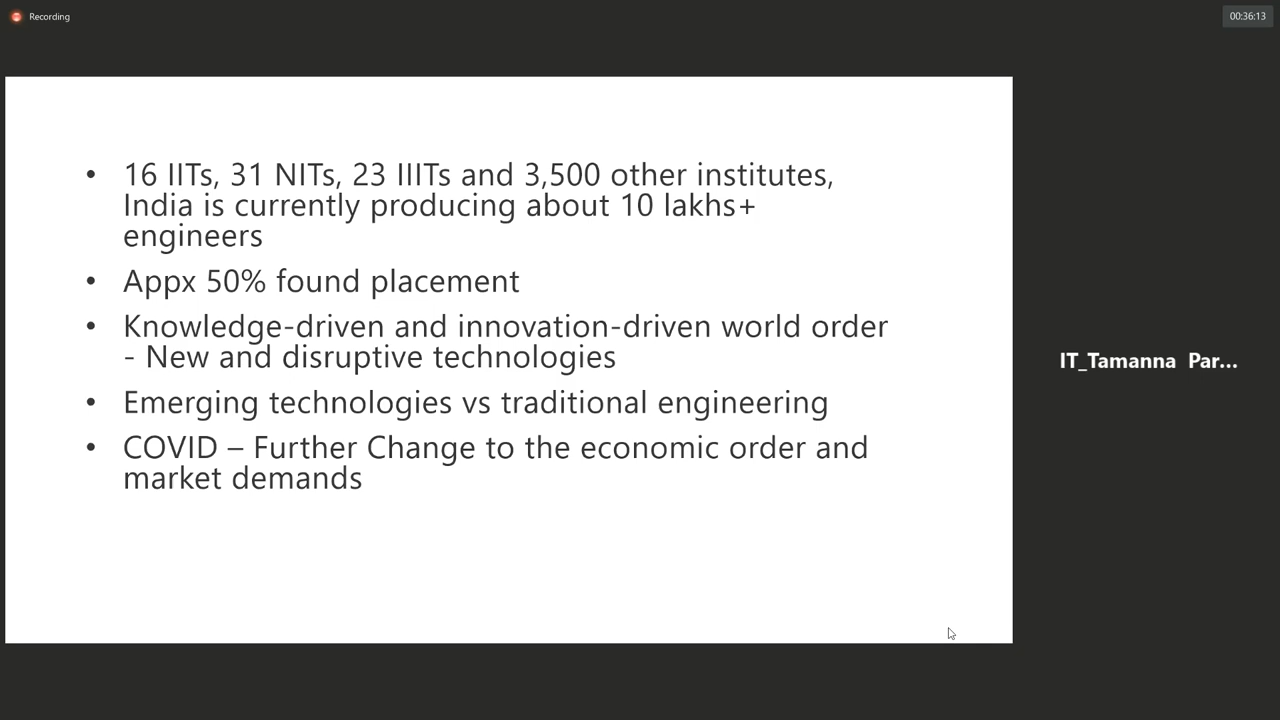 Recording
00:36:13
• 16 IITs, 31 NITs, 23 IIITs and 3,500 other institutes,
India is currently producing about 10 lakhs+
engineers
• Appx 50% found placement
• Knowledge-driven and innovation-driven world order
- New and disruptive technologies
• Emerging technologies vs traditional engineering
• COVID – Further Change to the economic order and
market demands
IT_Tamanna Par...